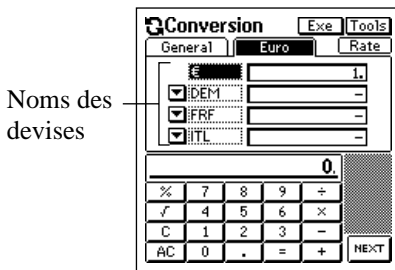 Conversion Exe Tools
General Euro Rate
€ 1.
DEM –
FRF –
ITL –
Noms des
devises
0.
% 7 8 9 ÷
√ 4 5 6 ×
C 1 2 3 −
AC 0 . = + NEXT